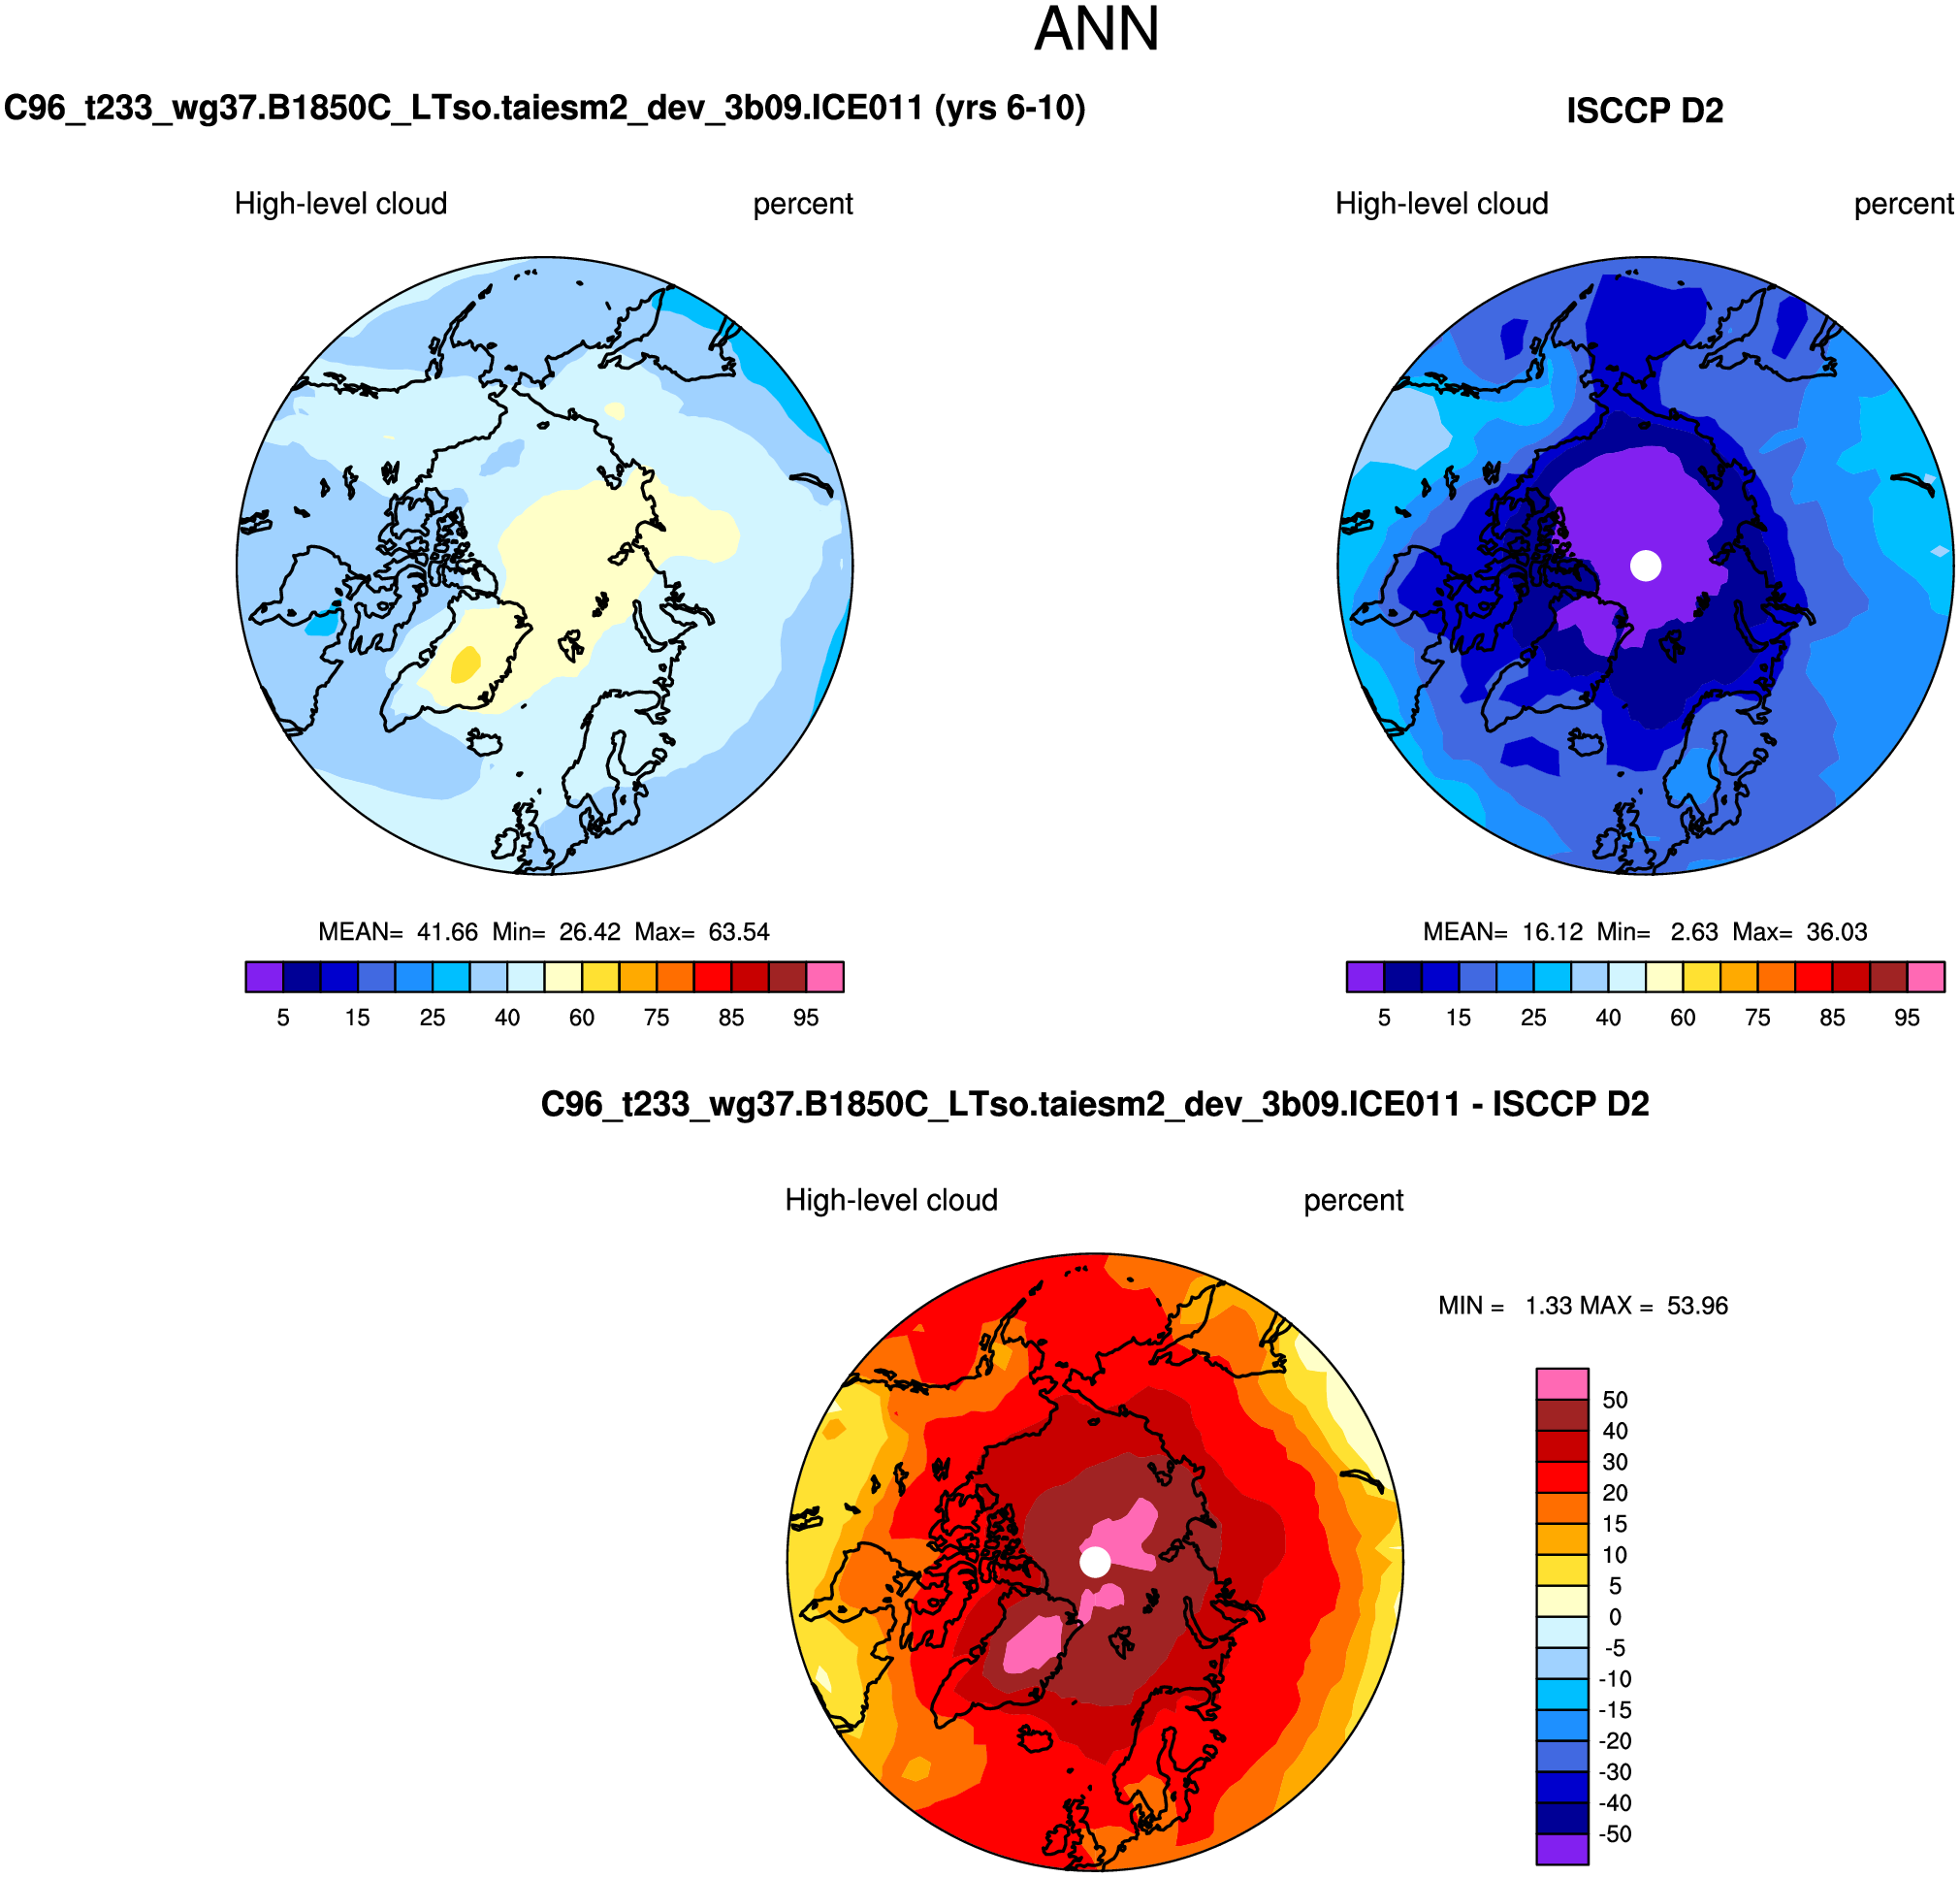 ANN
C96_t233_wg37.B1850C_LTso.taiesm2_dev_3b09.ICE011 (yrs 6-10)
ISCCP D2
High-level cloud percent
High-level cloud percent
MEAN= 41.66 Min= 26.42 Max= 63.54
MEAN= 16.12 Min= 2.63 Max= 36.03
5 15 25 40 60 75 85 95
5 15 25 40 60 75 85 95
C96_t233_wg37.B1850C_LTso.taiesm2_dev_3b09.ICE011 - ISCCP D2
High-level cloud percent
MIN = 1.33 MAX = 53.96
50
40
30
20
15
10
5
0
-5
-10
-15
-20
-30
-40
-50